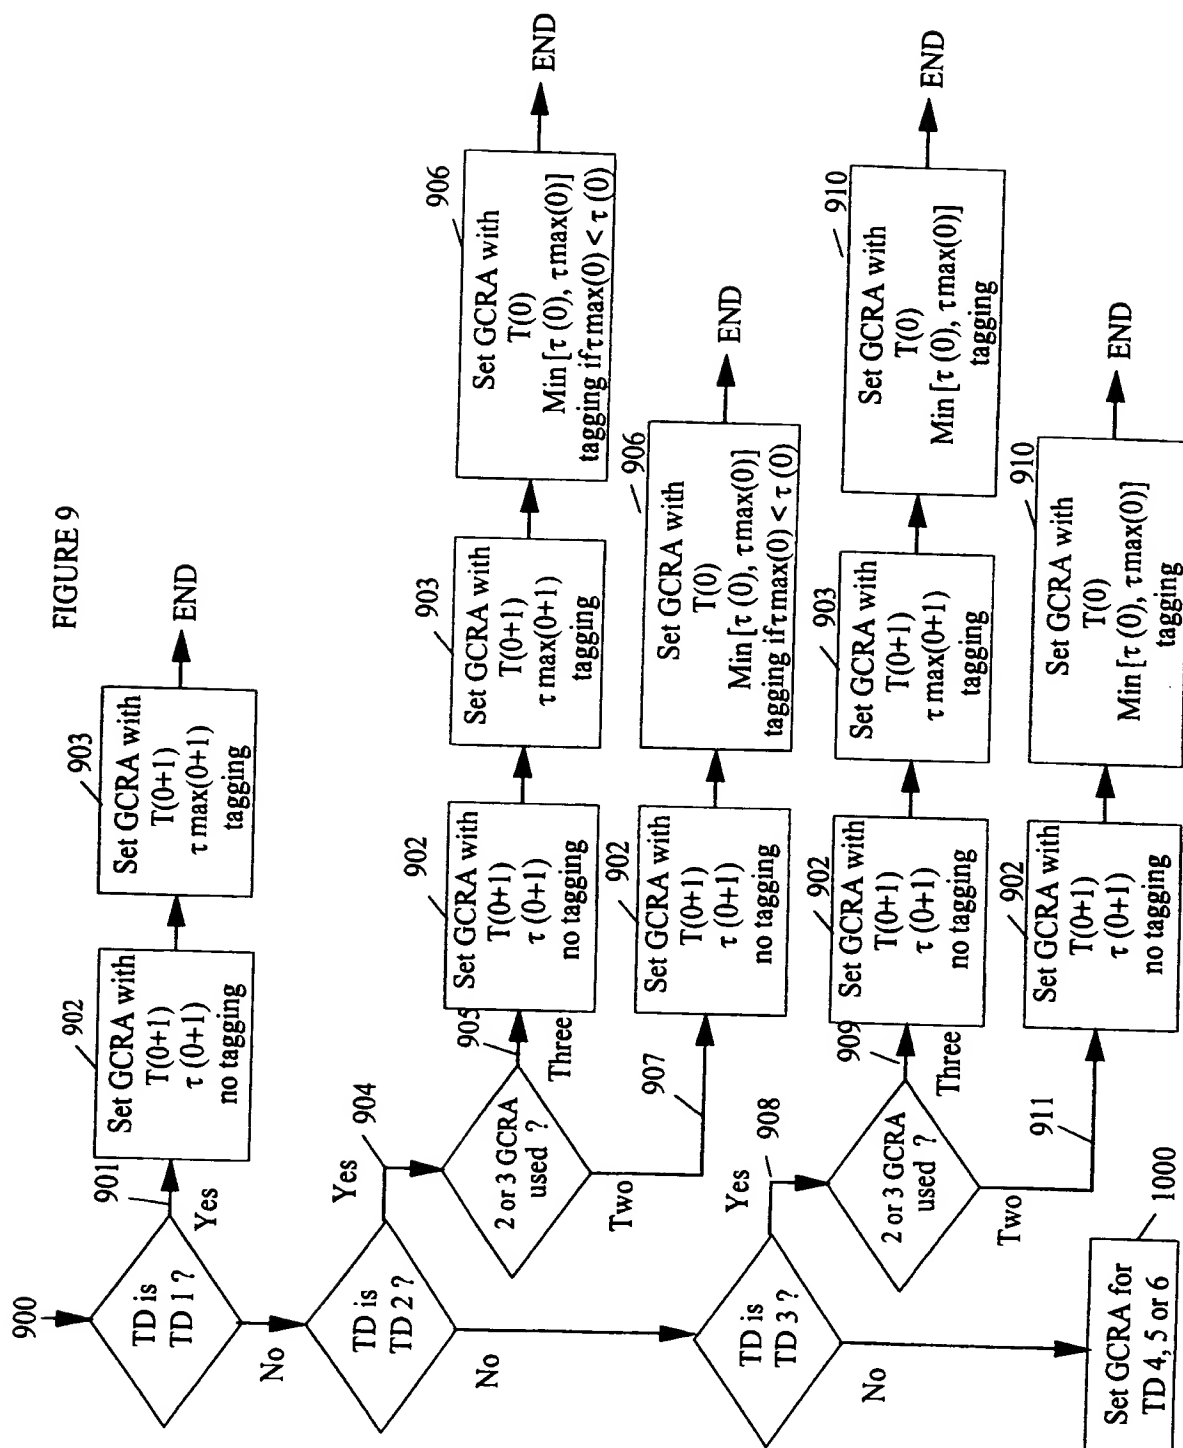 FIGURE 9
900
TD is
TD 1 ?
901
Yes
No
902
Set GCRA with
T(0+1)
τ (0+1)
no tagging
903
Set GCRA with
T(0+1)
τ max(0+1)
tagging
END
TD is
TD 2 ?
Yes
904
No
2 or 3 GCRA
used ?
905
Three
902
Set GCRA with
T(0+1)
τ (0+1)
no tagging
903
Set GCRA with
T(0+1)
τ max(0+1)
tagging
906
Set GCRA with
T(0)
Min [τ (0), τmax(0)]
tagging if τmax(0) < τ (0)
END
Two
907
902
Set GCRA with
T(0+1)
τ (0+1)
no tagging
906
Set GCRA with
T(0)
Min [τ (0), τmax(0)]
tagging if τmax(0) < τ (0)
END
TD is
TD 3 ?
Yes
908
No
2 or 3 GCRA
used ?
909
Three
902
Set GCRA with
T(0+1)
τ (0+1)
no tagging
903
Set GCRA with
T(0+1)
τ max(0+1)
tagging
910
Set GCRA with
T(0)
Min [τ (0), τmax(0)]
tagging
END
Two
911
902
Set GCRA with
T(0+1)
τ (0+1)
no tagging
910
Set GCRA with
T(0)
Min [τ (0), τmax(0)]
tagging
END
1000
Set GCRA for
TD 4, 5 or 6